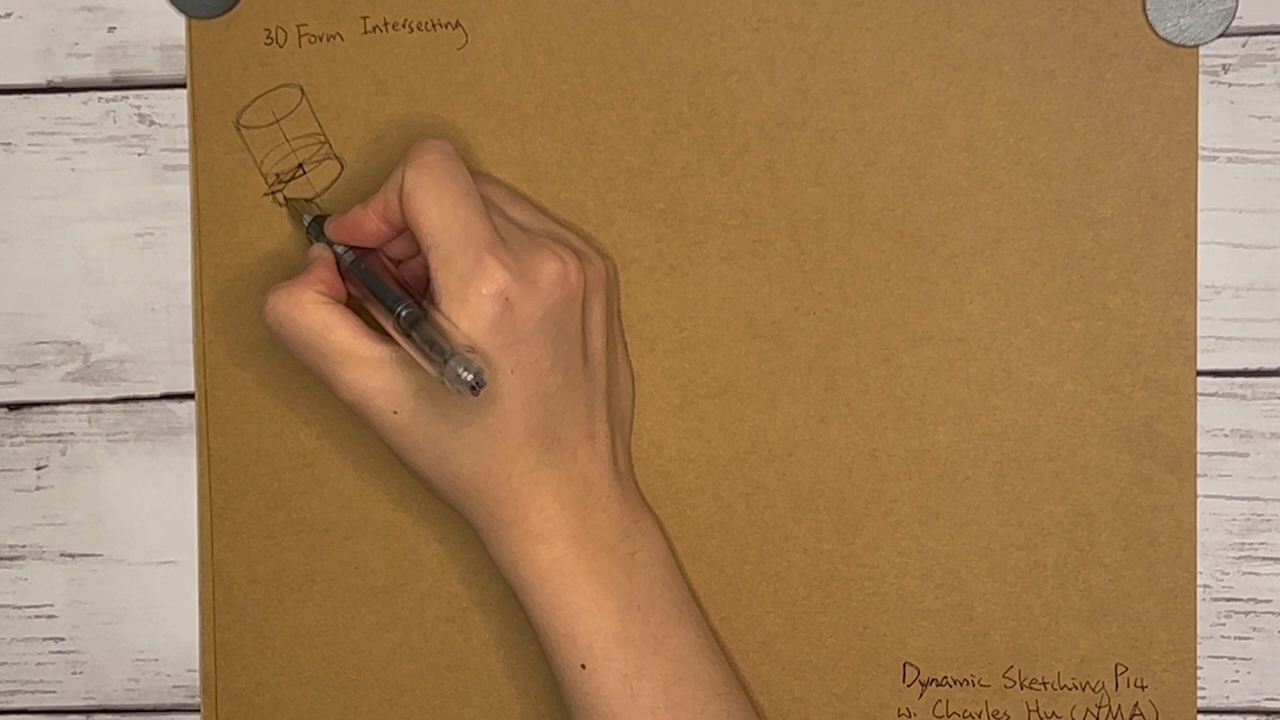 3D Form Intersecting
Dynamic Sketching P14
w. Charles Hu (NMA)